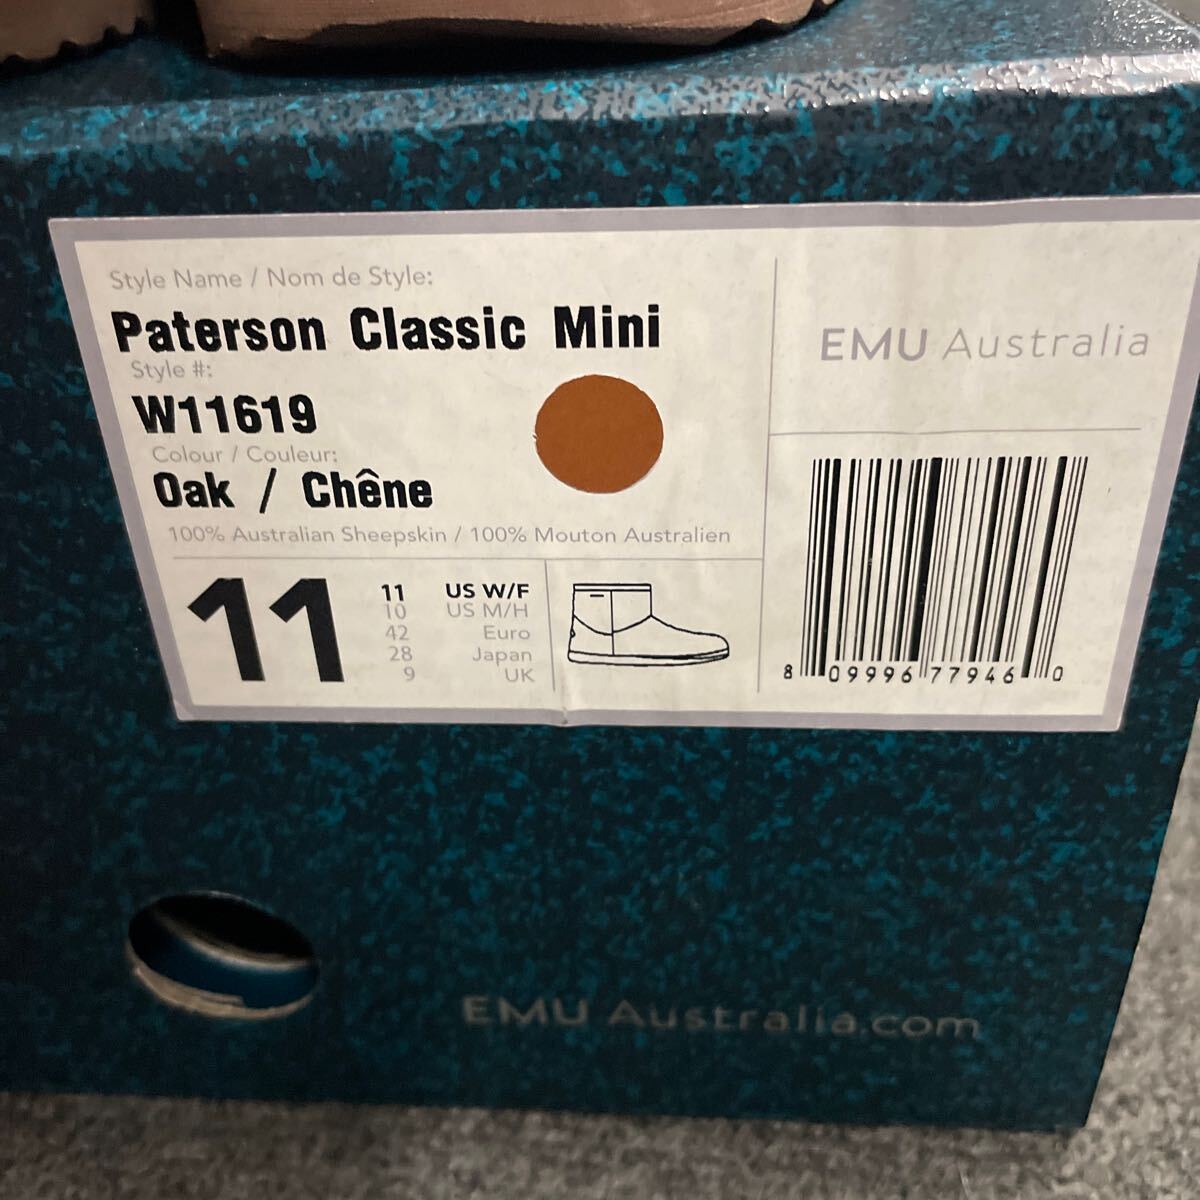 Style Name / Nom de Style:
Paterson Classic Mini
Style #:
W11619
Colour / Couleur:
Oak / Chêne
100% Australian Sheepskin / 100% Mouton Australien
11
11 US W/F
10 US M/H
42 Euro
28 Japan
9 UK
EMU Australia
8 09996 77946 0
EMU Australia.com